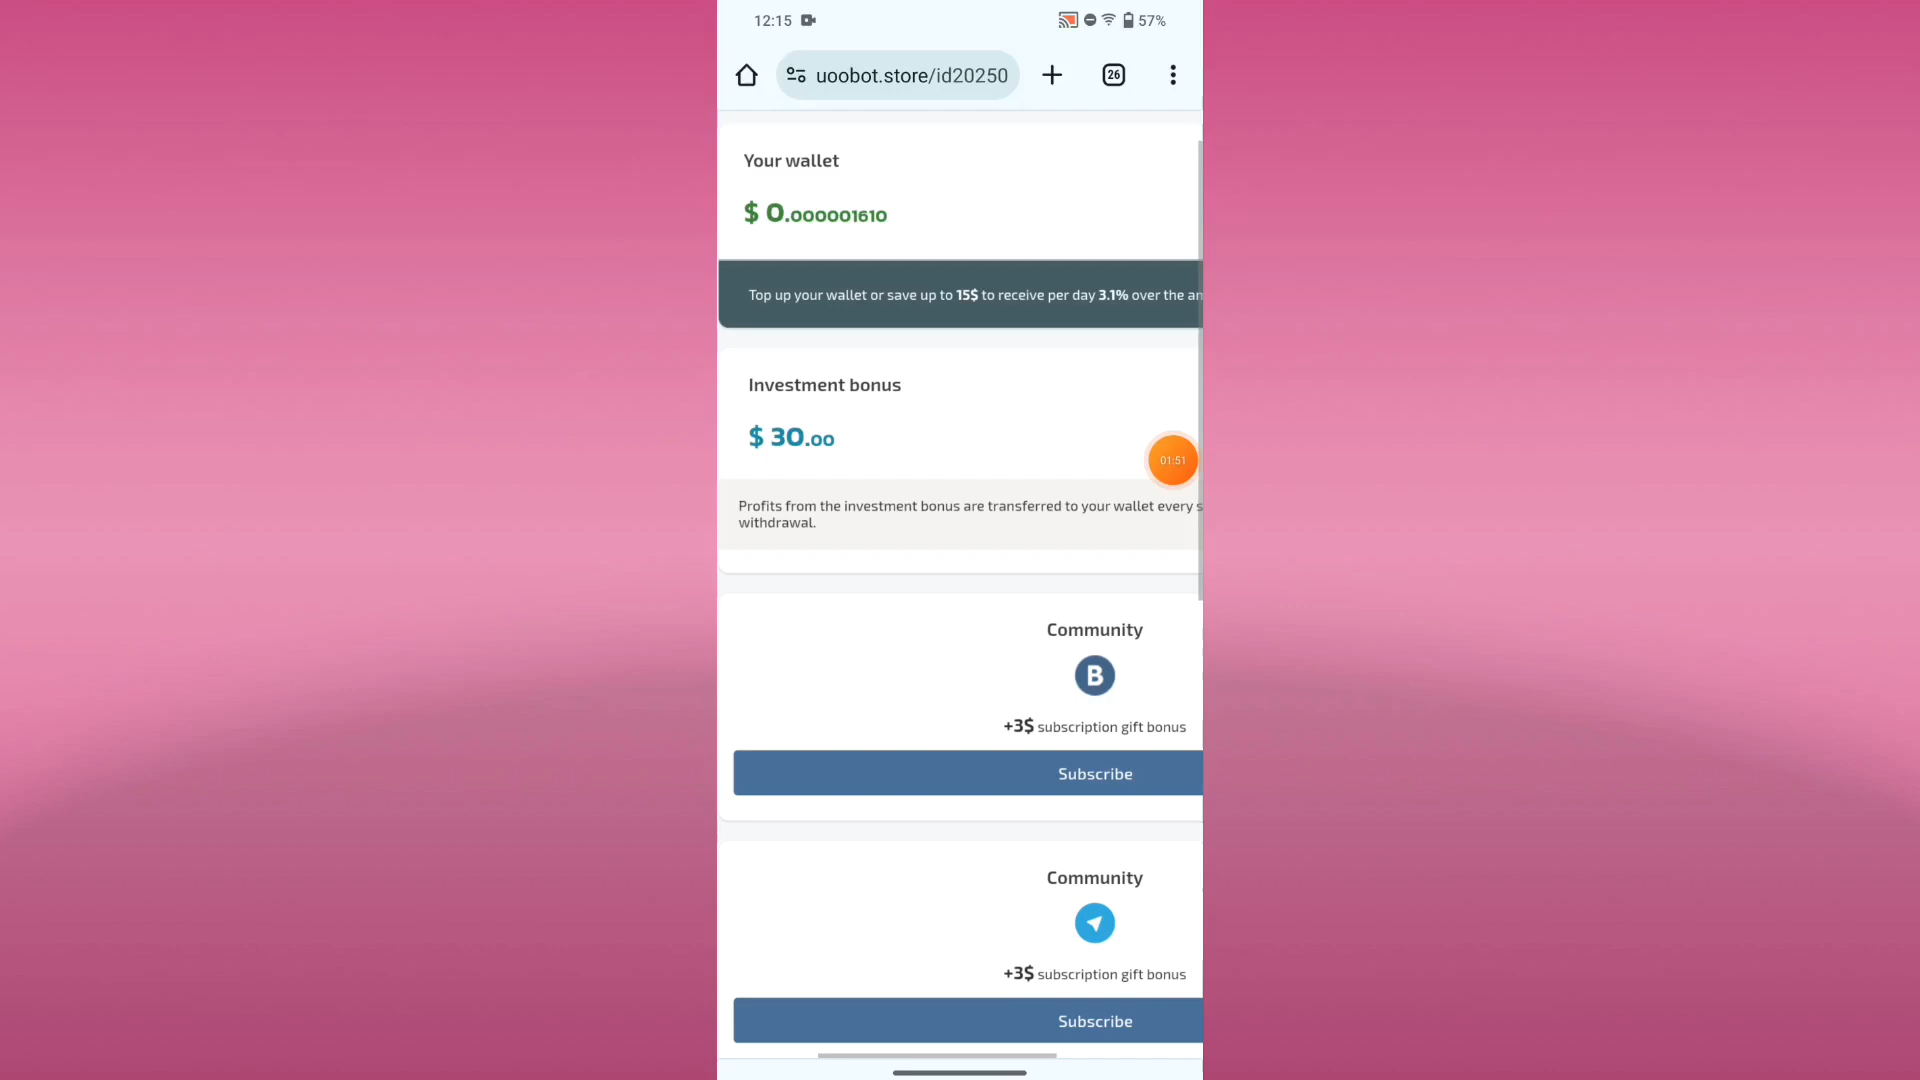 12:15
57%
uoobot.store/id20250
26
Your wallet
$ 0.000001610
Top up your wallet or save up to 15$ to receive per day 3.1% over the
Investment bonus
$ 30.00
01:51
Profits from the investment bonus are transferred to your wallet every
withdrawal.
Community
B
+3$ subscription gift bonus
Subscribe
Community
+3$ subscription gift bonus
Subscribe